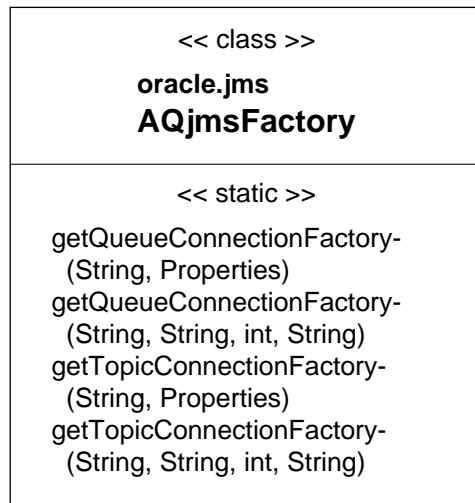 << class >>
oracle.jms
AQjmsFactory
<< static >>
getQueueConnectionFactory-
(String, Properties)
getQueueConnectionFactory-
(String, String, int, String)
getTopicConnectionFactory-
(String, Properties)
getTopicConnectionFactory-
(String, String, int, String)